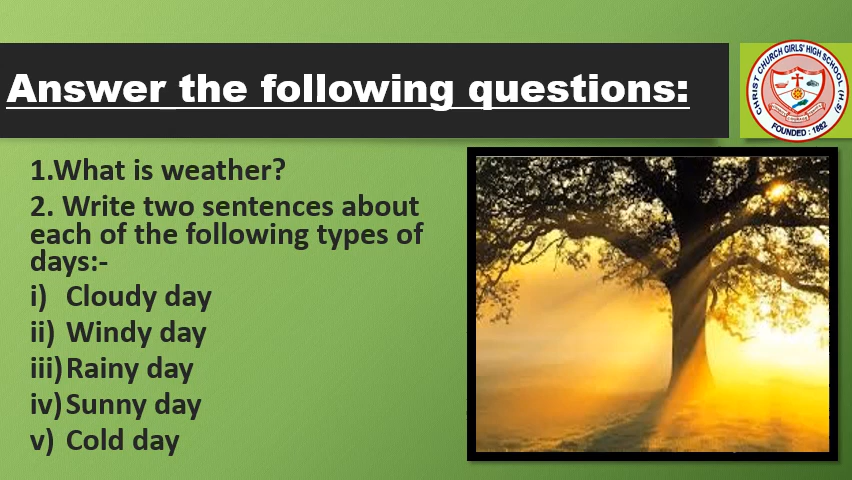 Answer the following questions:
CHRIST CHURCH GIRLS' HIGH SCHOOL (H.S)
FOUNDED : 1882
1.What is weather?
2. Write two sentences about
each of the following types of
days:-
i) Cloudy day
ii) Windy day
iii) Rainy day
iv) Sunny day
v) Cold day